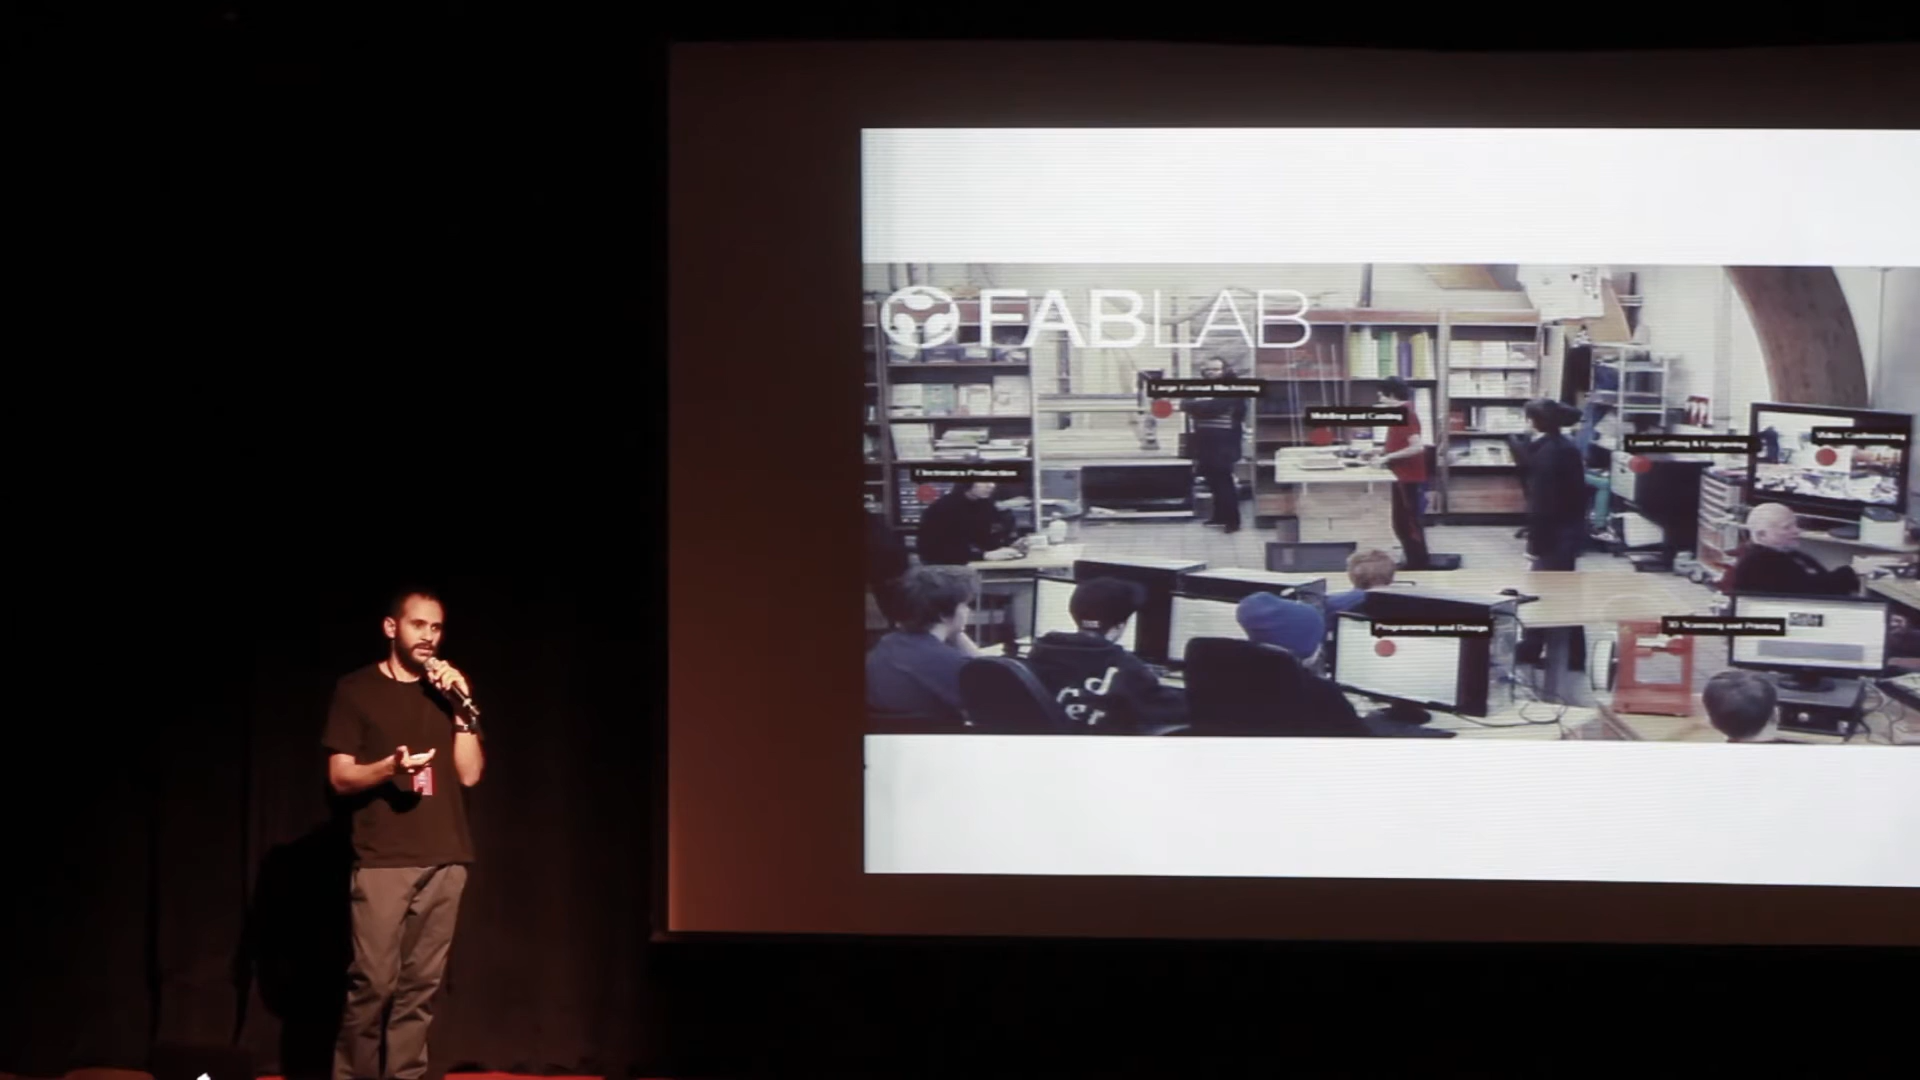 FABLAB
Large Format Machining
Molding and Casting
Laser Cutting & Engraving
Video Conferencing
Electronics Production
Programming and Design
3D Scanning and Printing